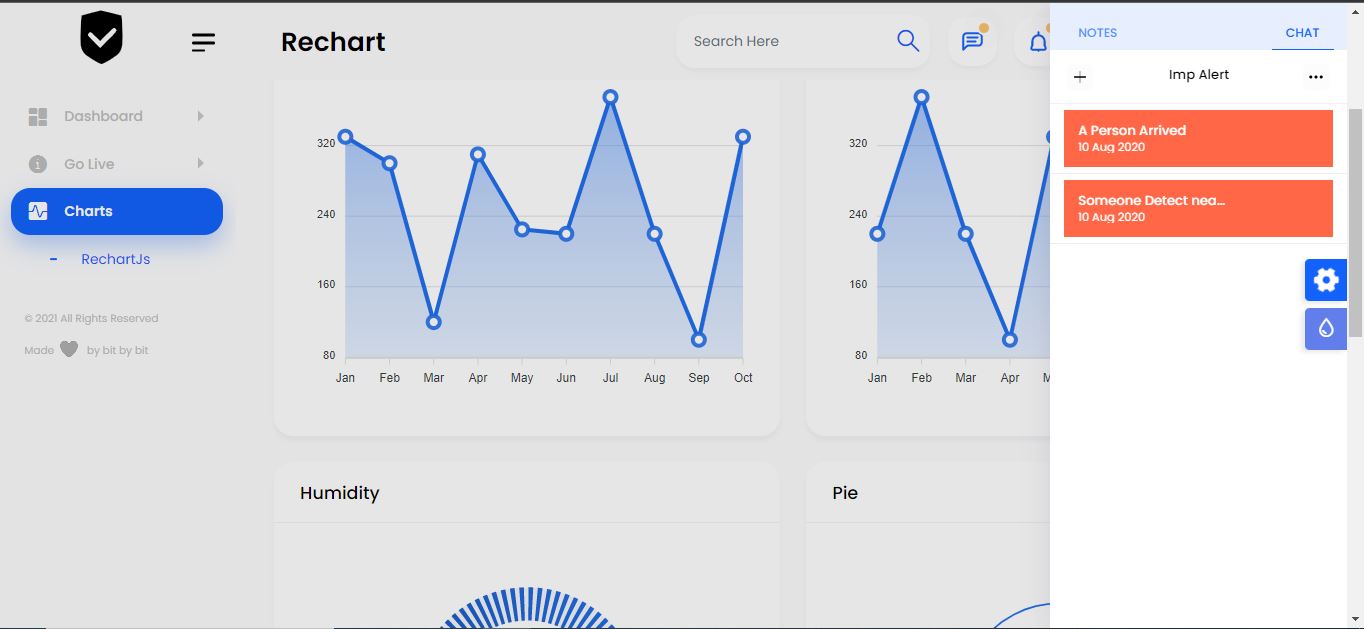 Rechart
Search Here
Dashboard
Go Live
Charts
RechartJs
© 2021 All Rights Reserved
Made by bit by bit
320
240
160
80
Jan Feb Mar Apr May Jun Jul Aug Sep Oct
320
240
160
80
Jan Feb Mar Apr
Humidity
Pie
NOTES CHAT
Imp Alert
A Person Arrived
10 Aug 2020
Someone Detect nea...
10 Aug 2020